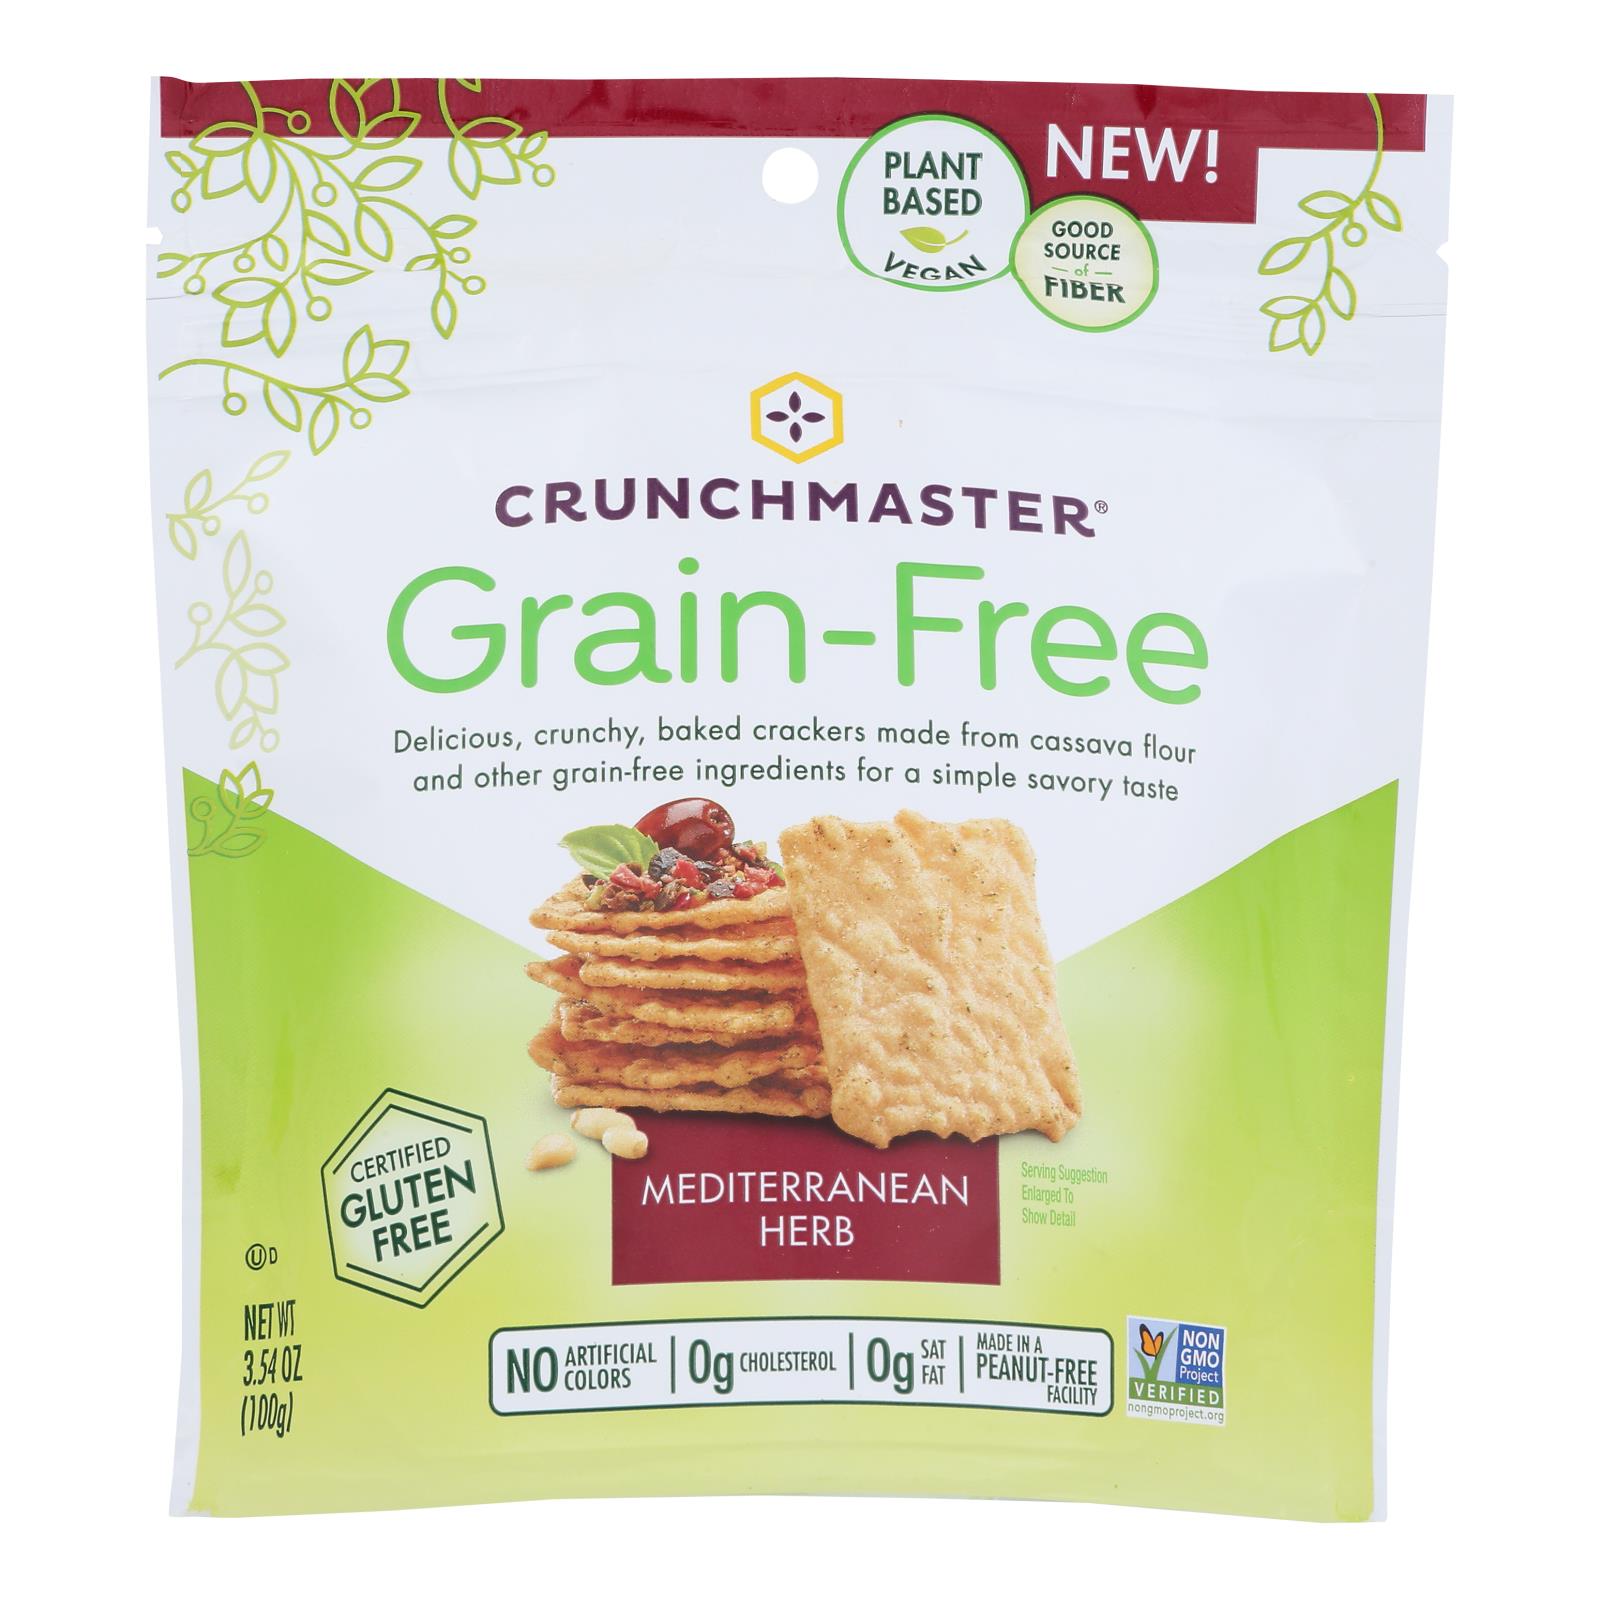 NEW!
PLANT
BASED
VEGAN
GOOD
SOURCE
of
FIBER
CRUNCHMASTER®
Grain-Free
Delicious, crunchy, baked crackers made from cassava flour
and other grain-free ingredients for a simple savory taste
CERTIFIED
GLUTEN
FREE
MEDITERRANEAN
HERB
Serving Suggestion
Enlarged To
Show Detail
U D
NET WT
3.54 OZ
(100g)
NO ARTIFICIAL COLORS
0g CHOLESTEROL
0g SAT FAT
MADE IN A
PEANUT-FREE
FACILITY
NON
GMO
Project
VERIFIED
nongmoproject.org